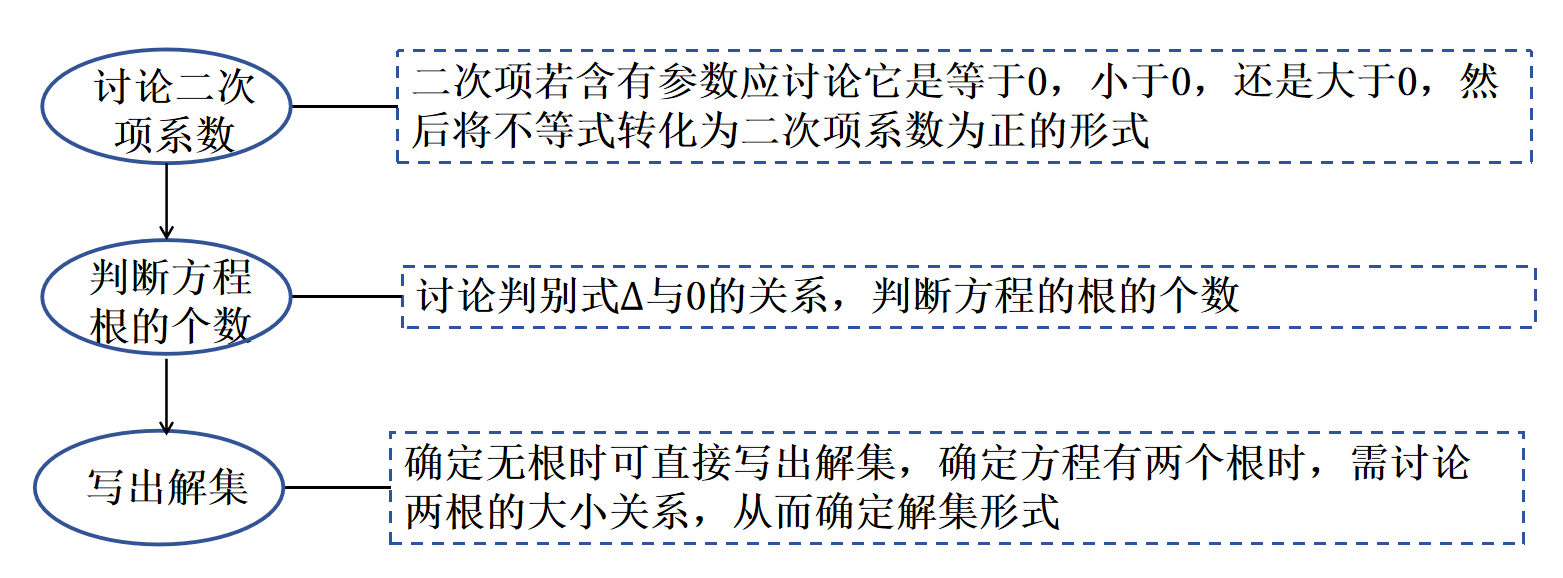 讨论二次
项系数
二次项若含有参数应讨论它是等于0，小于0，还是大于0，然
后将不等式转化为二次项系数为正的形式
判断方程
根的个数
讨论判别式Δ与0的关系，判断方程的根的个数
写出解集
确定无根时可直接写出解集，确定方程有两个根时，需讨论
两根的大小关系，从而确定解集形式